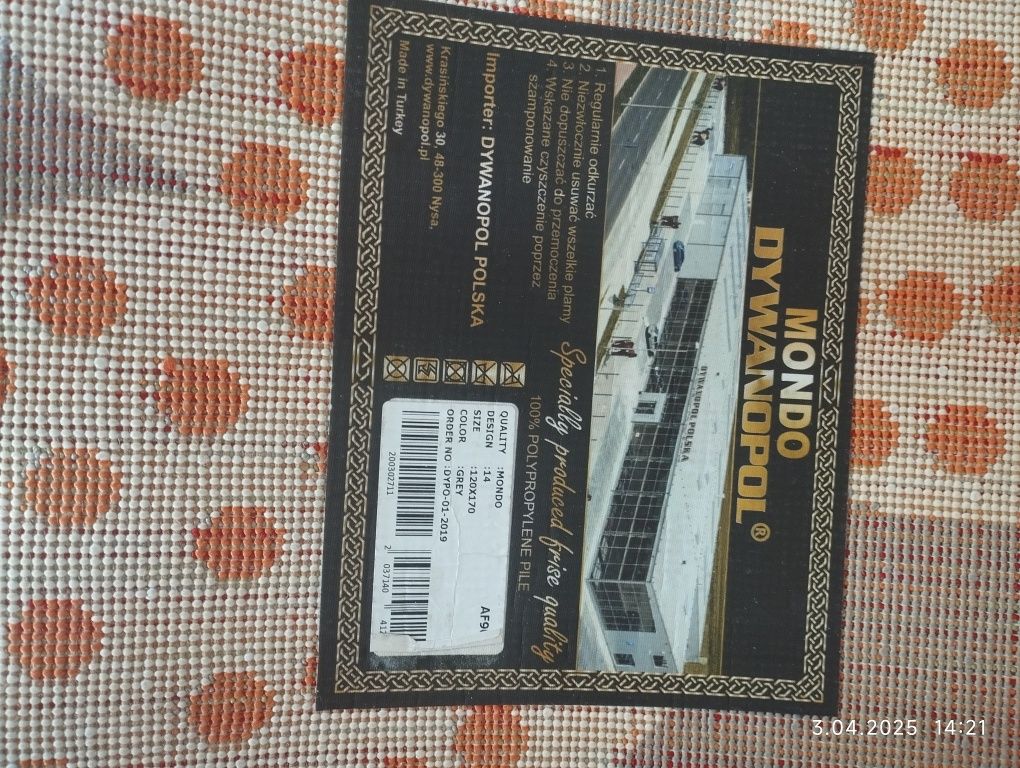 MONDO
DYWANOPOL®
DYWANOPOL POLSKA
1. Regularnie odkurzać
2. Niezwłocznie usuwać wszelkie plamy
3. Nie dopuszczać do przemoczenia
4. Wskazane czyszczenie poprzez
szamponowanie
Specially produced frise quality
100% POLYPROPYLENE PILE
Importer: DYWANOPOL POLSKA
Krasińskiego 30, 48-300 Nysa,
www.dywanopol.pl
Made in Turkey
QUALITY :MONDO
DESIGN :14
SIZE :120X170
COLOR :GREY
ORDER NO :DYPO-01-2019
200302711
2 037140
3.04.2025 14:21